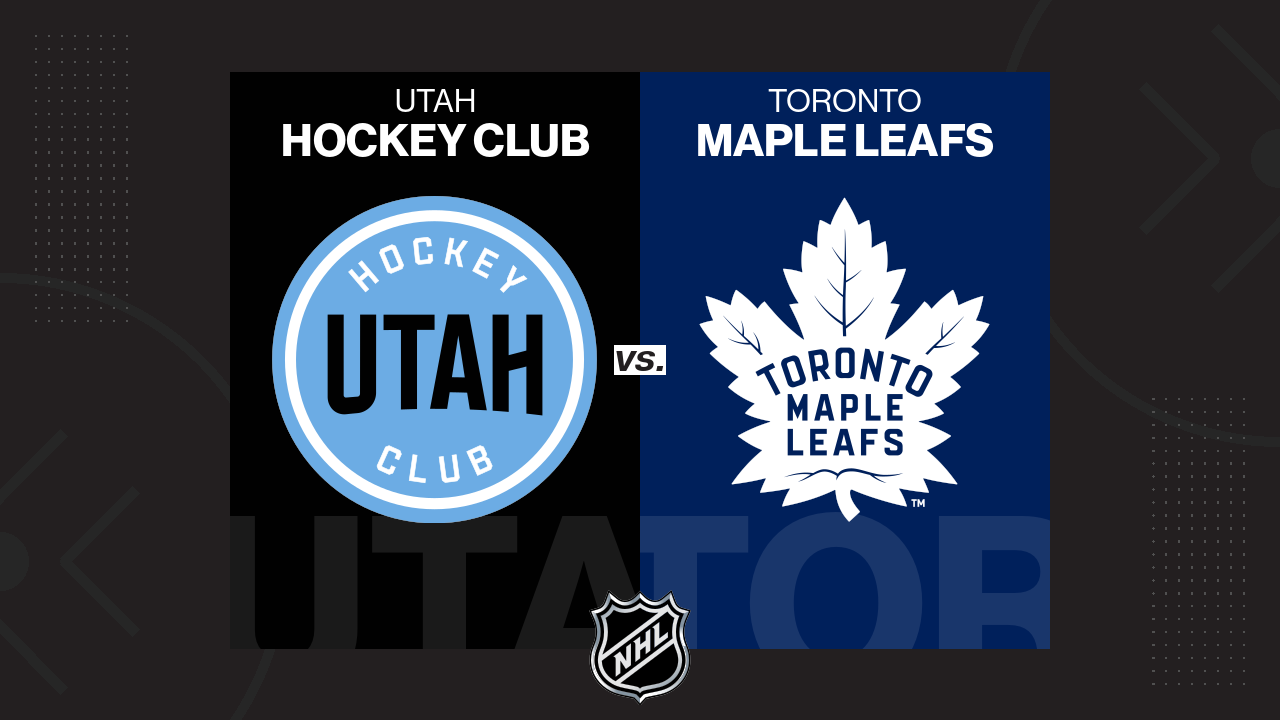 UTAH
HOCKEY CLUB
HOCKEY
UTAH
CLUB
vs.
TORONTO
MAPLE LEAFS
TORONTO
MAPLE
LEAFS
TM
UTA
TOR
NHL